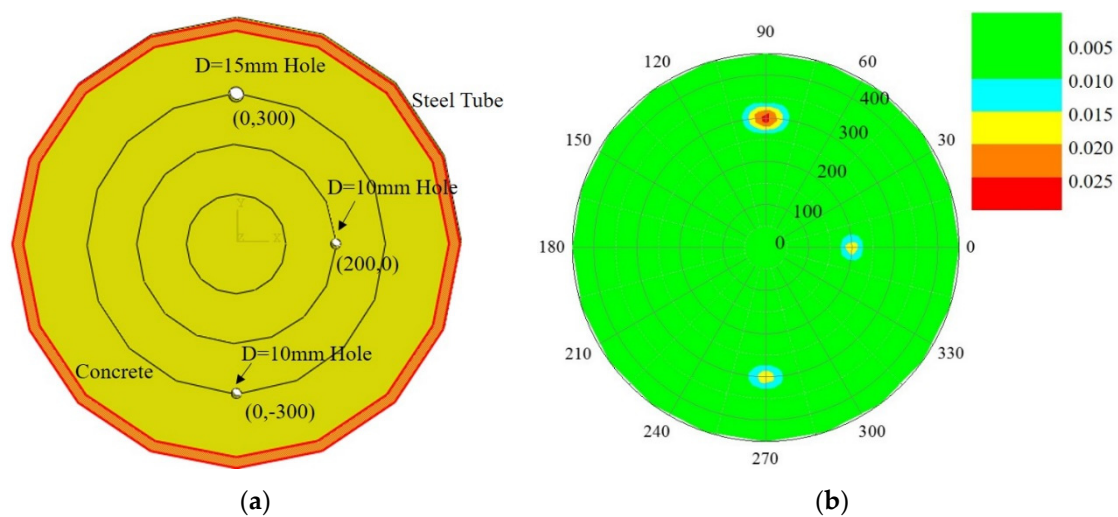 D=15mm Hole
Steel Tube
(0,300)
D=10mm Hole
Y
X
(200,0)
D=10mm Hole
Concrete
(0,-300)
(a)
90
120
60
400
150
300
30
200
100
180
0
0
210
330
240
300
270
0.005
0.010
0.015
0.020
0.025
(b)